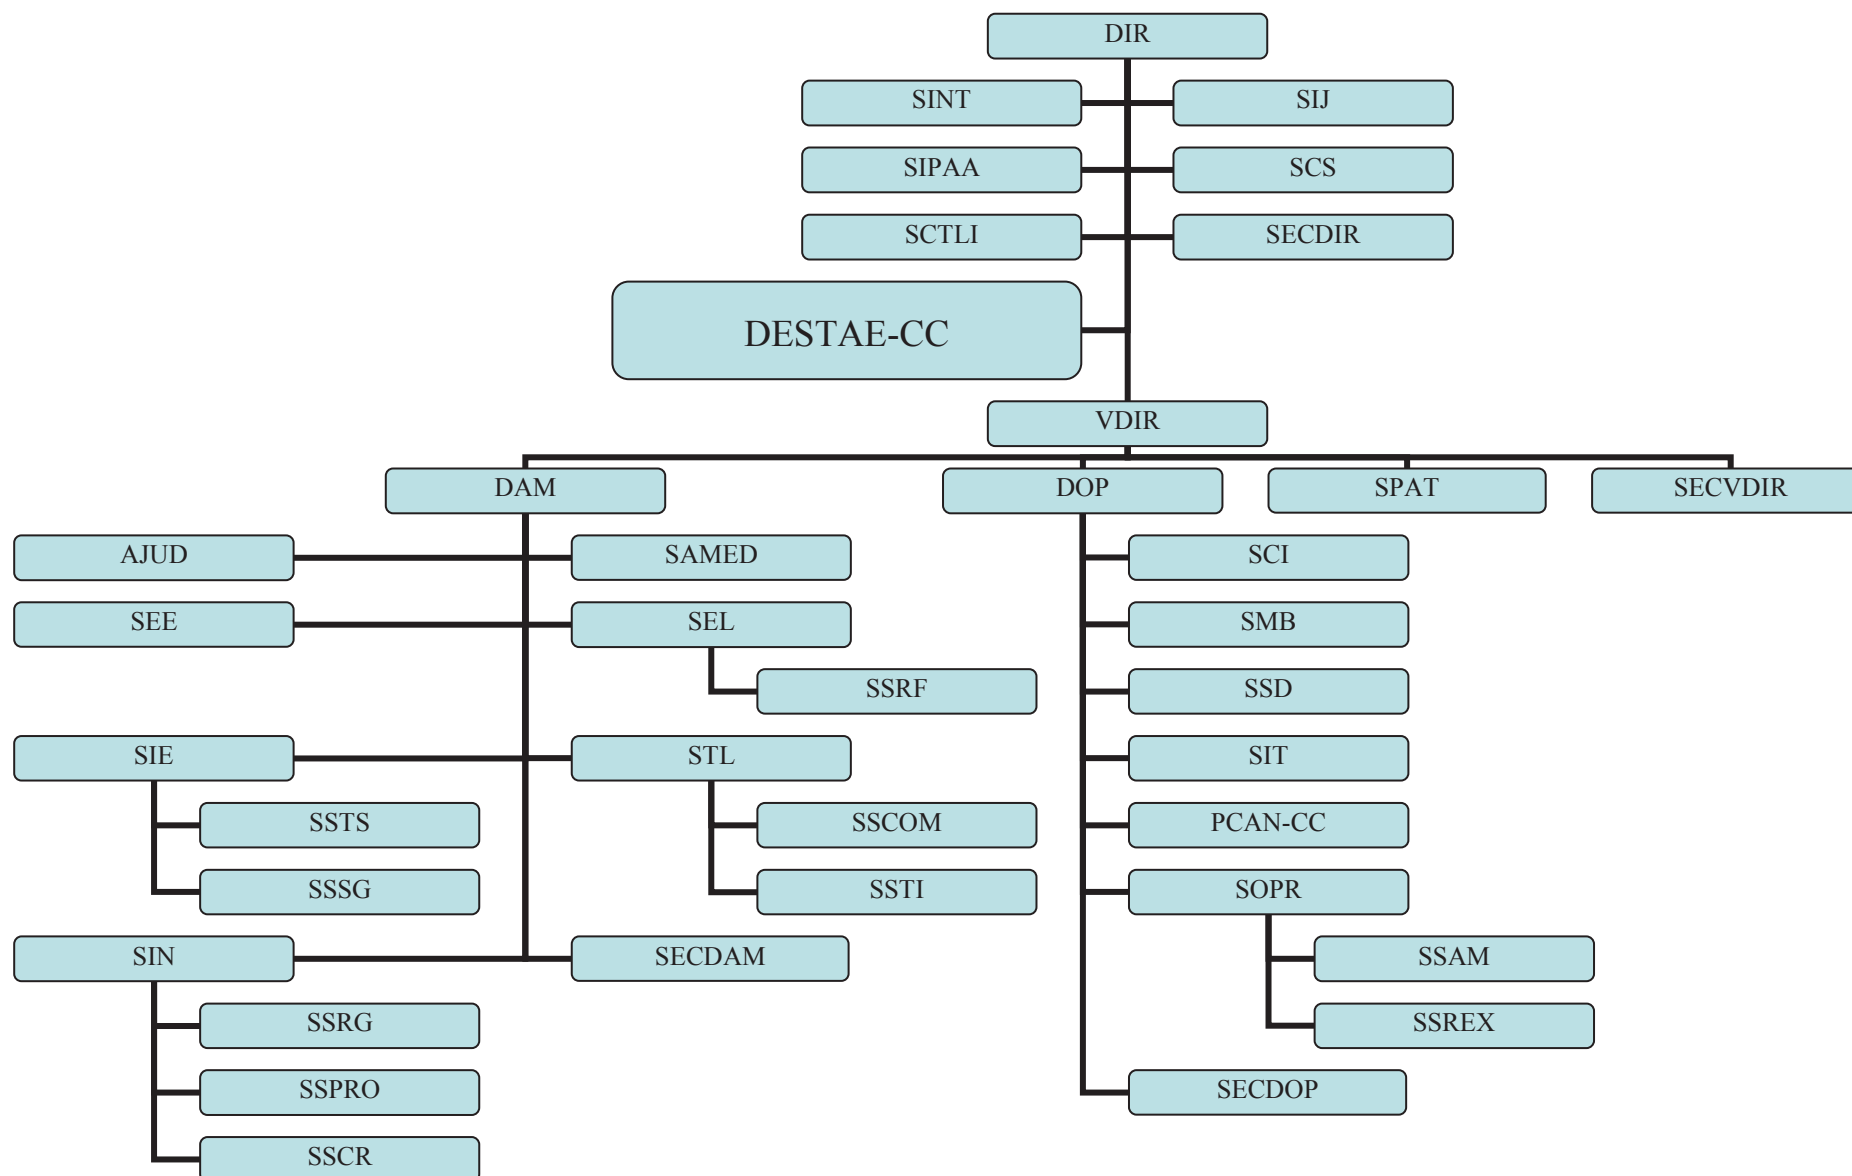 DIR
SINT
SIJ
SIPAA
SCS
SCTLI
SECDIR
DESTAE-CC
VDIR
DAM
DOP
SPAT
SECVDIR
AJUD
SAMED
SCI
SEE
SEL
SMB
SSRF
SSD
SIE
STL
SIT
SSTS
SSCOM
PCAN-CC
SSSG
SSTI
SOPR
SIN
SECDAM
SSAM
SSRG
SSREX
SSPRO
SECDOP
SSCR